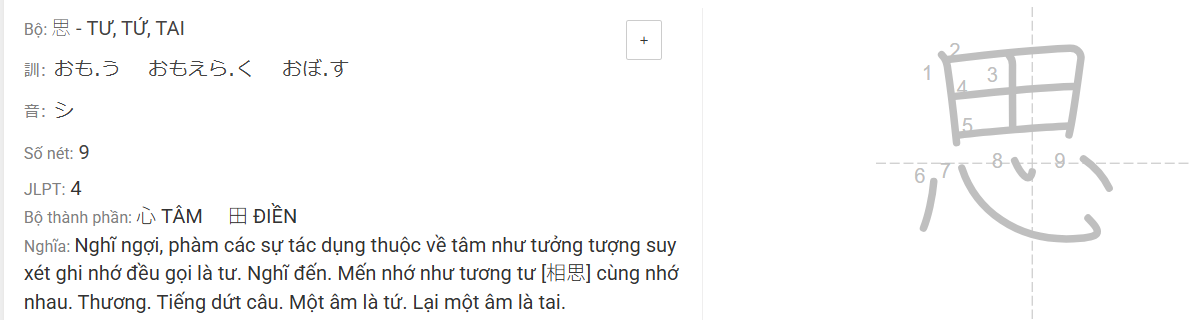 Bộ: 思 - TƯ, TỨ, TAI
+
訓: おも.う おもえら.く おぼ.す
音: シ
Số nét: 9
JLPT: 4
Bộ thành phần: 心 TÂM 田 ĐIỀN
Nghĩa: Nghĩ ngợi, phàm các sự tác dụng thuộc về tâm như tưởng tượng suy
xét ghi nhớ đều gọi là tư. Nghĩ đến. Mến nhớ như tương tư [相思] cùng nhớ
nhau. Thương. Tiếng dứt câu. Một âm là tứ. Lại một âm là tai.
思
1 2 3 4 5 6 7 8 9